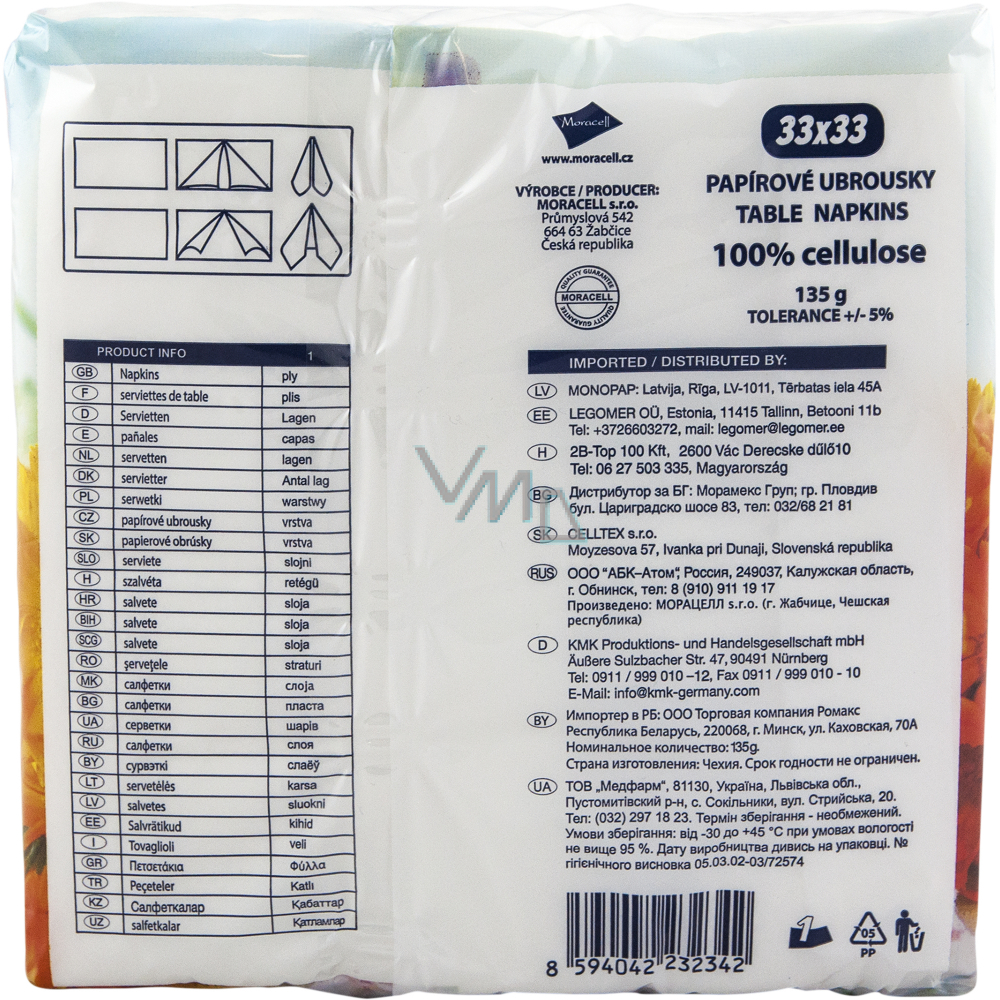 Moracell
www.moracell.cz
VÝROBCE / PRODUCER:
MORACELL s.r.o.
Průmyslová 542
664 63 Žabčice
Česká republika
QUALITY GUARANTEE
MORACELL
QUALITY GUARANTEE
33x33
PAPÍROVÉ UBROUSKY
TABLE NAPKINS
100% cellulose
135 g
TOLERANCE +/- 5%
PRODUCT INFO 1
GB Napkins ply
F serviettes de table plis
D Servietten Lagen
E pañales capas
NL servetten lagen
DK servietter Antal lag
PL serwetki warstwy
CZ papírové ubrousky vrstva
SK papierové obrúsky vrstva
SLO serviete slojni
H szalvéta retégű
HR salvete sloja
BIH salvete sloja
SCG salvete sloja
RO şerveţele straturi
MK салфетки слоја
BG салфетки пласта
UA серветки шарів
RU салфетки слоя
BY сурвэткі слаёў
LT servetėlės karsa
LV salvetes sluokni
EE Salvrätikud kihid
I Tovaglioli veli
GR Πετσετάκια Φύλλα
TR Peçeteler Katlı
KZ Салфеткалар Қабаттар
UZ salfetkalar Қатламлар
IMPORTED / DISTRIBUTED BY:
LV MONOPAP: Latvija, Rīga, LV-1011, Tērbatas iela 45A
EE LEGOMER OÜ, Estonia, 11415 Tallinn, Betooni 11b
Tel: +3726603272, mail: legomer@legomer.ee
H 2B-Top 100 Kft, 2600 Vác Derecske dűlő10
Tel: 06 27 503 335, Magyarország
BG Дистрибутор за БГ: Морамекс Груп; гр. Пловдив
бул. Цариградско шосе 83, тел: 032/68 21 81
SK CELLTEX s.r.o.
Moyzesova 57, Ivanka pri Dunaji, Slovenská republika
RUS ООО "АБК–Атом", Россия, 249037, Калужская область,
г. Обнинск, тел: 8 (910) 911 19 17
Произведено: МОРАЦЕЛЛ s.r.o. (г. Жабчице, Чешская
республика)
D KMK Produktions- und Handelsgesellschaft mbH
Äußere Sulzbacher Str. 47, 90491 Nürnberg
Tel: 0911 / 999 010 –12, Fax 0911 / 999 010 - 10
E-Mail: info@kmk-germany.com
BY Импортер в РБ: ООО Торговая компания Ромакс
Республика Беларусь, 220068, г. Минск, ул. Каховская, 70А
Номинальное количество: 135g.
Страна изготовления: Чехия. Срок годности не ограничен.
UA ТОВ „Медфарм", 81130, Україна, Львівська обл.,
Пустомитівский р-н, с. Сокільники, вул. Стрийська, 20.
Тел: (032) 297 18 23. Термін зберігання - необмежений.
Умови зберігання: від -30 до +45 °С при умовах вологості
не вище 95 %. Дату виробництва дивись на упаковці. №
гігієнічного висновка 05.03.02-03/72574
8 594042 232342
1
05
PP
VMD